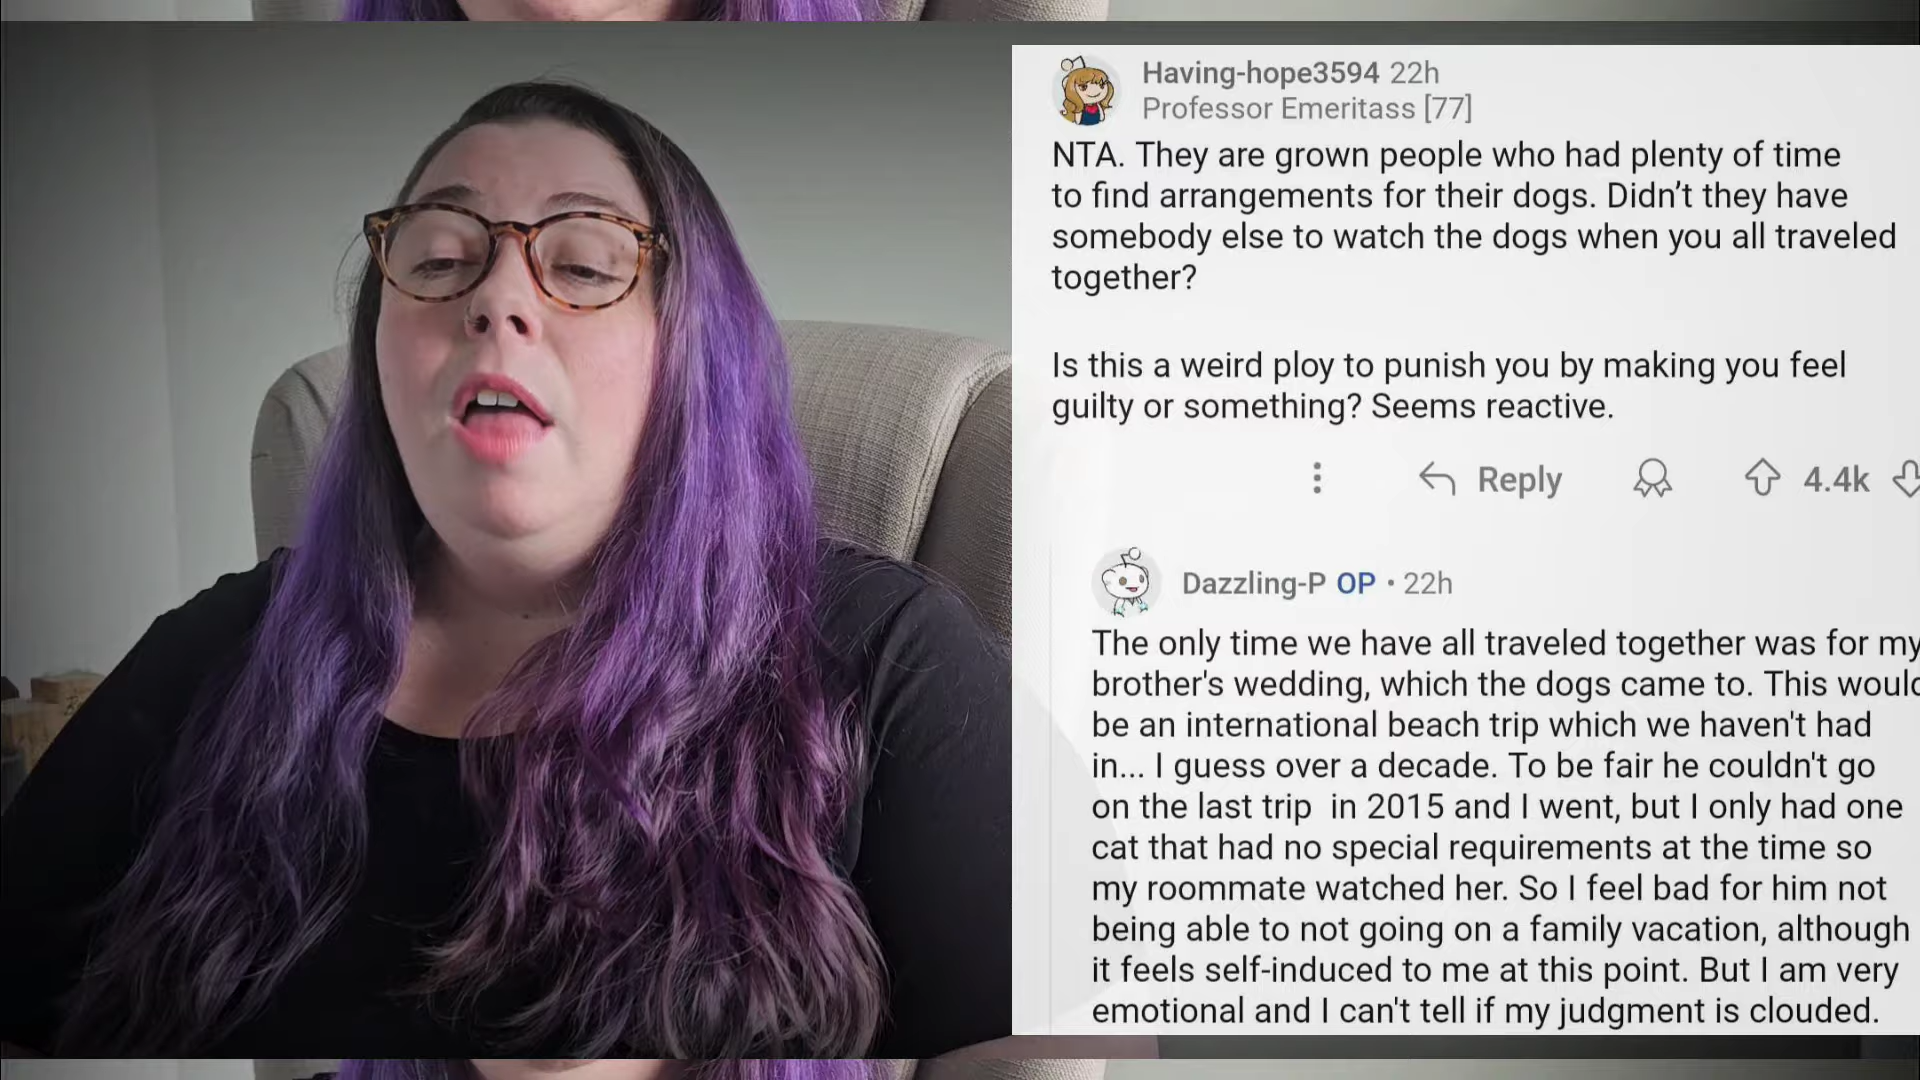 Having-hope3594 22h
Professor Emeritass [77]
NTA. They are grown people who had plenty of time
to find arrangements for their dogs. Didn’t they have
somebody else to watch the dogs when you all traveled
together?
Is this a weird ploy to punish you by making you feel
guilty or something? Seems reactive.
Reply 4.4k
Dazzling-P OP • 22h
The only time we have all traveled together was for my
brother's wedding, which the dogs came to. This would
be an international beach trip which we haven't had
in... I guess over a decade. To be fair he couldn't go
on the last trip in 2015 and I went, but I only had one
cat that had no special requirements at the time so
my roommate watched her. So I feel bad for him not
being able to not going on a family vacation, although
it feels self-induced to me at this point. But I am very
emotional and I can't tell if my judgment is clouded.